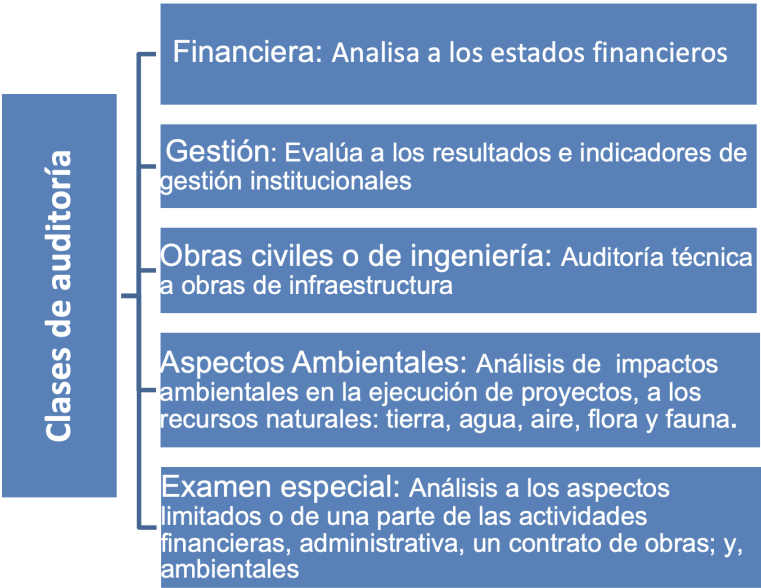 Clases de auditoría
Financiera: Analisa a los estados financieros
Gestión: Evalúa a los resultados e indicadores de
gestión institucionales
Obras civiles o de ingeniería: Auditoría técnica
a obras de infraestructura
Aspectos Ambientales: Análisis de impactos
ambientales en la ejecución de proyectos, a los
recursos naturales: tierra, agua, aire, flora y fauna.
Examen especial: Análisis a los aspectos
limitados o de una parte de las actividades
financieras, administrativa, un contrato de obras; y,
ambientales